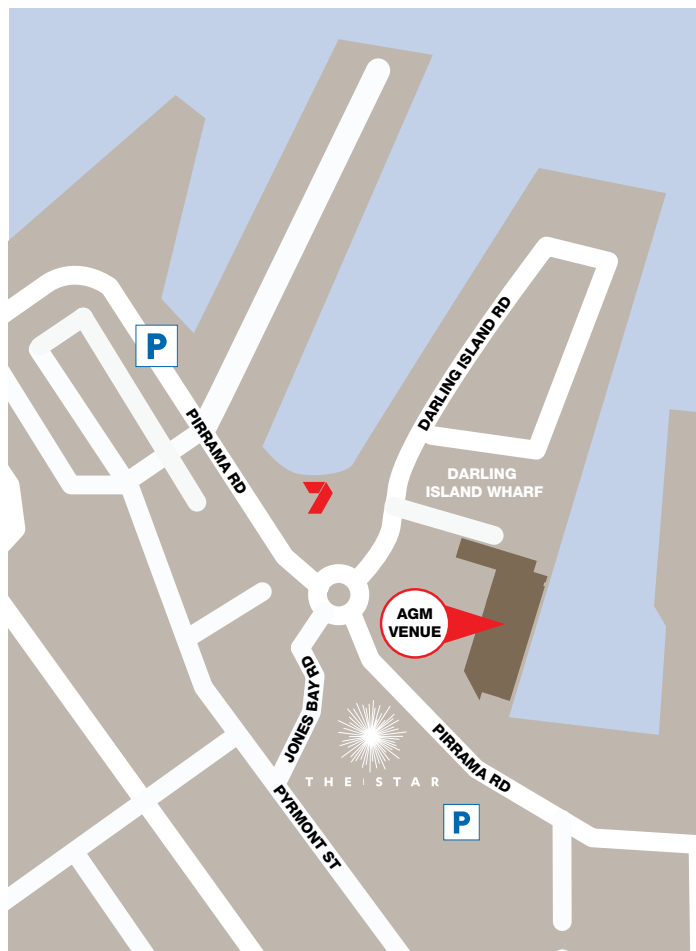 DARLING ISLAND RD
P
PIRRAMA RD
DARLING
ISLAND WHARF
7
AGM
VENUE
JONES BAY RD
PIRRAMA RD
THE STAR
PYRMONT ST
P